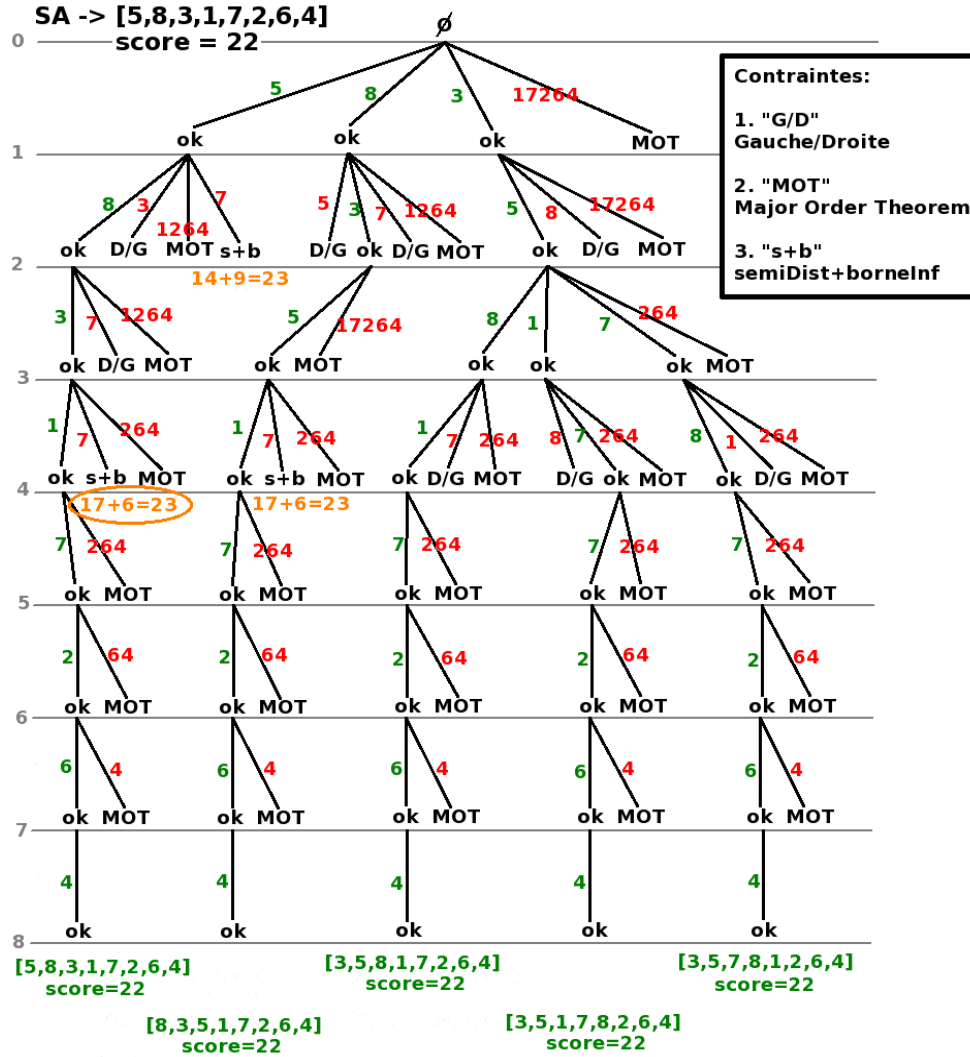 SA -> [5,8,3,1,7,2,6,4]
score = 22
Ø
0
5 8 3 17264
ok ok ok MOT
1
8 3 1264 7 5 3 7 1264 5 8 17264
ok D/G MOT s+b D/G ok D/G MOT ok D/G MOT
2
14+9=23
3 7 1264 5 17264 8 1 7 264
ok D/G MOT ok MOT ok ok ok MOT
3
1 7 264 1 7 264 1 7 264 8 7 264 8 1 264
ok s+b MOT ok s+b MOT ok D/G MOT D/G ok MOT ok D/G MOT
4
17+6=23 17+6=23
7 264 7 264 7 264 7 264 7 264
ok MOT ok MOT ok MOT ok MOT ok MOT
5
2 64 2 64 2 64 2 64 2 64
ok MOT ok MOT ok MOT ok MOT ok MOT
6
6 4 6 4 6 4 6 4 6 4
ok MOT ok MOT ok MOT ok MOT ok MOT
7
4 4 4 4 4
ok ok ok ok ok
8
[5,8,3,1,7,2,6,4]
score=22
[8,3,5,1,7,2,6,4]
score=22
[3,5,8,1,7,2,6,4]
score=22
[3,5,1,7,8,2,6,4]
score=22
[3,5,7,8,1,2,6,4]
score=22
Contraintes:
1. "G/D"
Gauche/Droite
2. "MOT"
Major Order Theorem
3. "s+b"
semiDist+borneInf